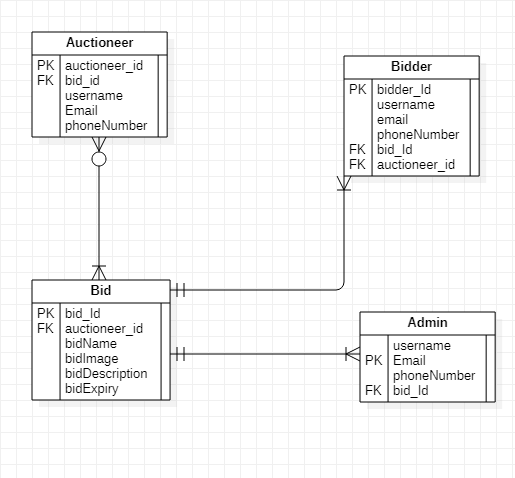 Auctioneer
PK auctioneer_id
FK bid_id
username
Email
phoneNumber
Bidder
PK bidder_Id
username
email
phoneNumber
FK bid_Id
FK auctioneer_id
Bid
PK bid_Id
FK auctioneer_id
bidName
bidImage
bidDescription
bidExpiry
Admin
username
PK Email
phoneNumber
FK bid_Id